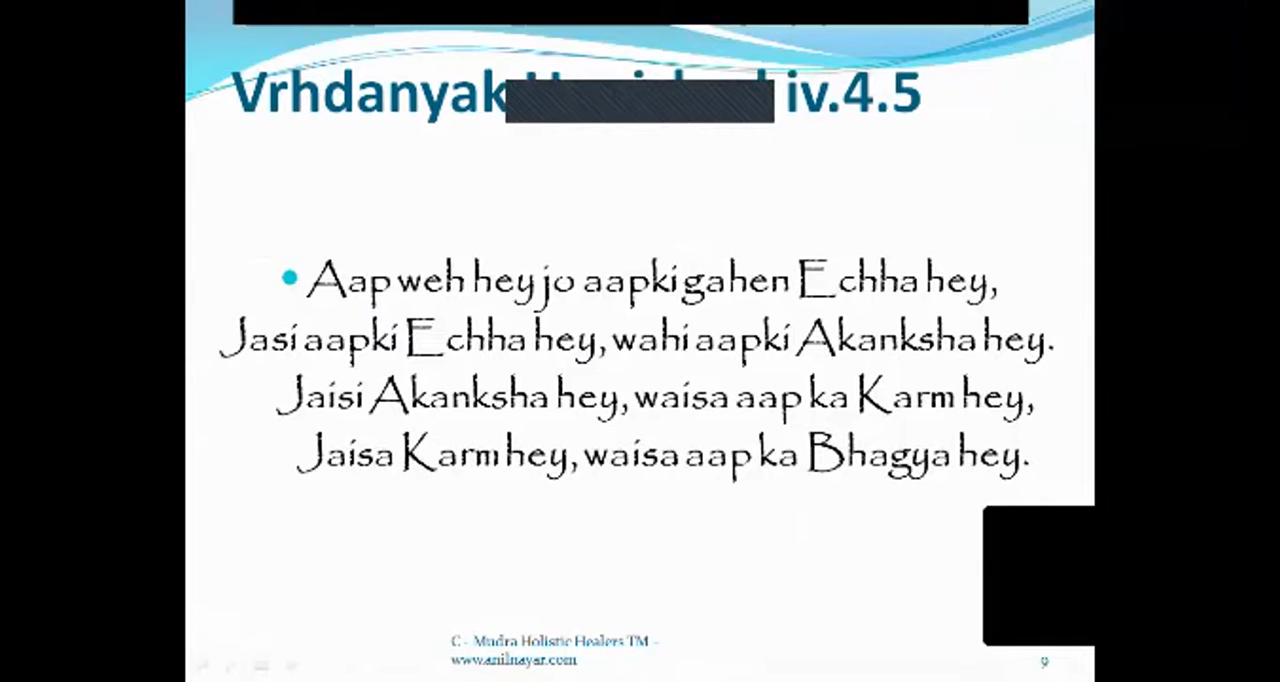 Vrhdanyak iv.4.5
• Aap weh hey jo aapki gahen Echha hey,
Jasi aapki Echha hey, wahi aapki Akanksha hey.
Jaisi Akanksha hey, waisa aap ka Karm hey,
Jaisa Karm hey, waisa aap ka Bhagya hey.
C - Mudra Holistic Healers TM -
www.anilnayar.com
9